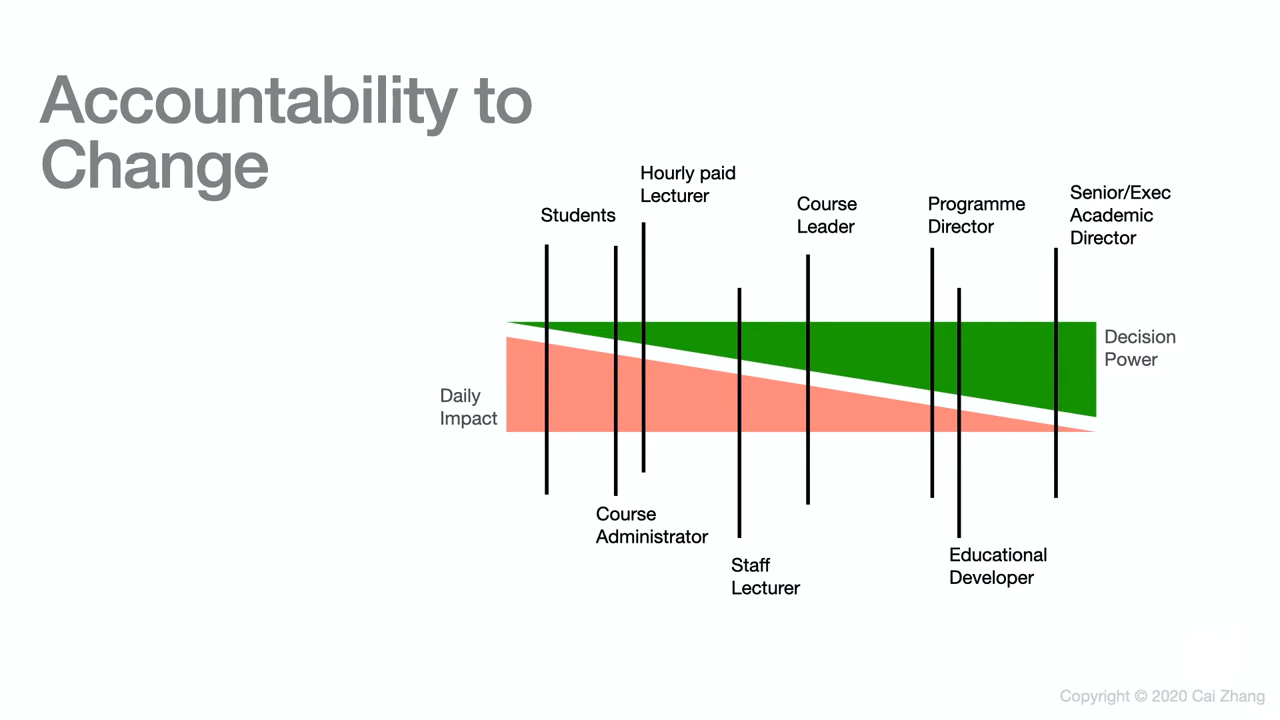 Accountability to
Change
Hourly paid
Lecturer
Students
Course
Leader
Programme
Director
Senior/Exec
Academic
Director
Decision
Power
Daily
Impact
Course
Administrator
Staff
Lecturer
Educational
Developer
Copyright © 2020 Cai Zhang